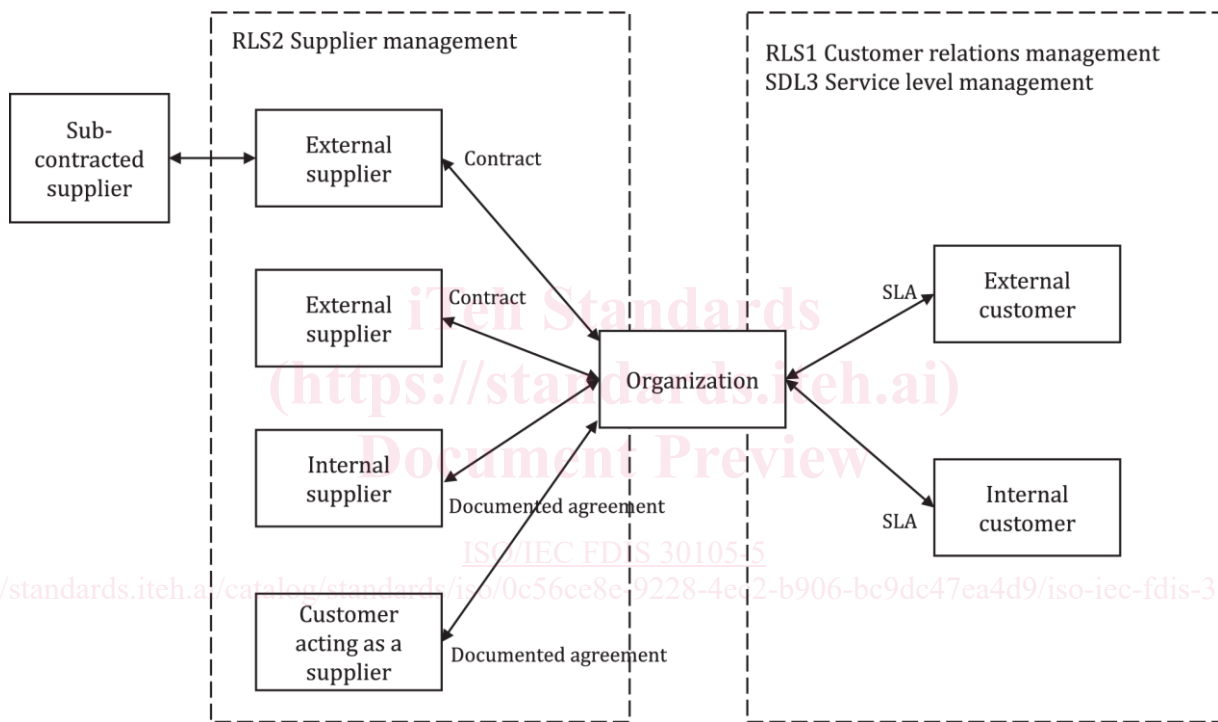 RLS2 Supplier management
RLS1 Customer relations management
SDL3 Service level management
Sub-
contracted
supplier
External
supplier
Contract
External
supplier
Contract
Internal
supplier
Documented agreement
Customer
acting as a
supplier
Documented agreement
Organization
SLA
External
customer
SLA
Internal
customer
iTeh Standards
(https://standards.iteh.ai)
Document Preview
ISO/IEC FDIS 30105-5
/standards.iteh.ai/catalog/standards/iso/0c56ce8e-9228-4ec2-b906-bc9dc47ea4d9/iso-iec-fdis-3